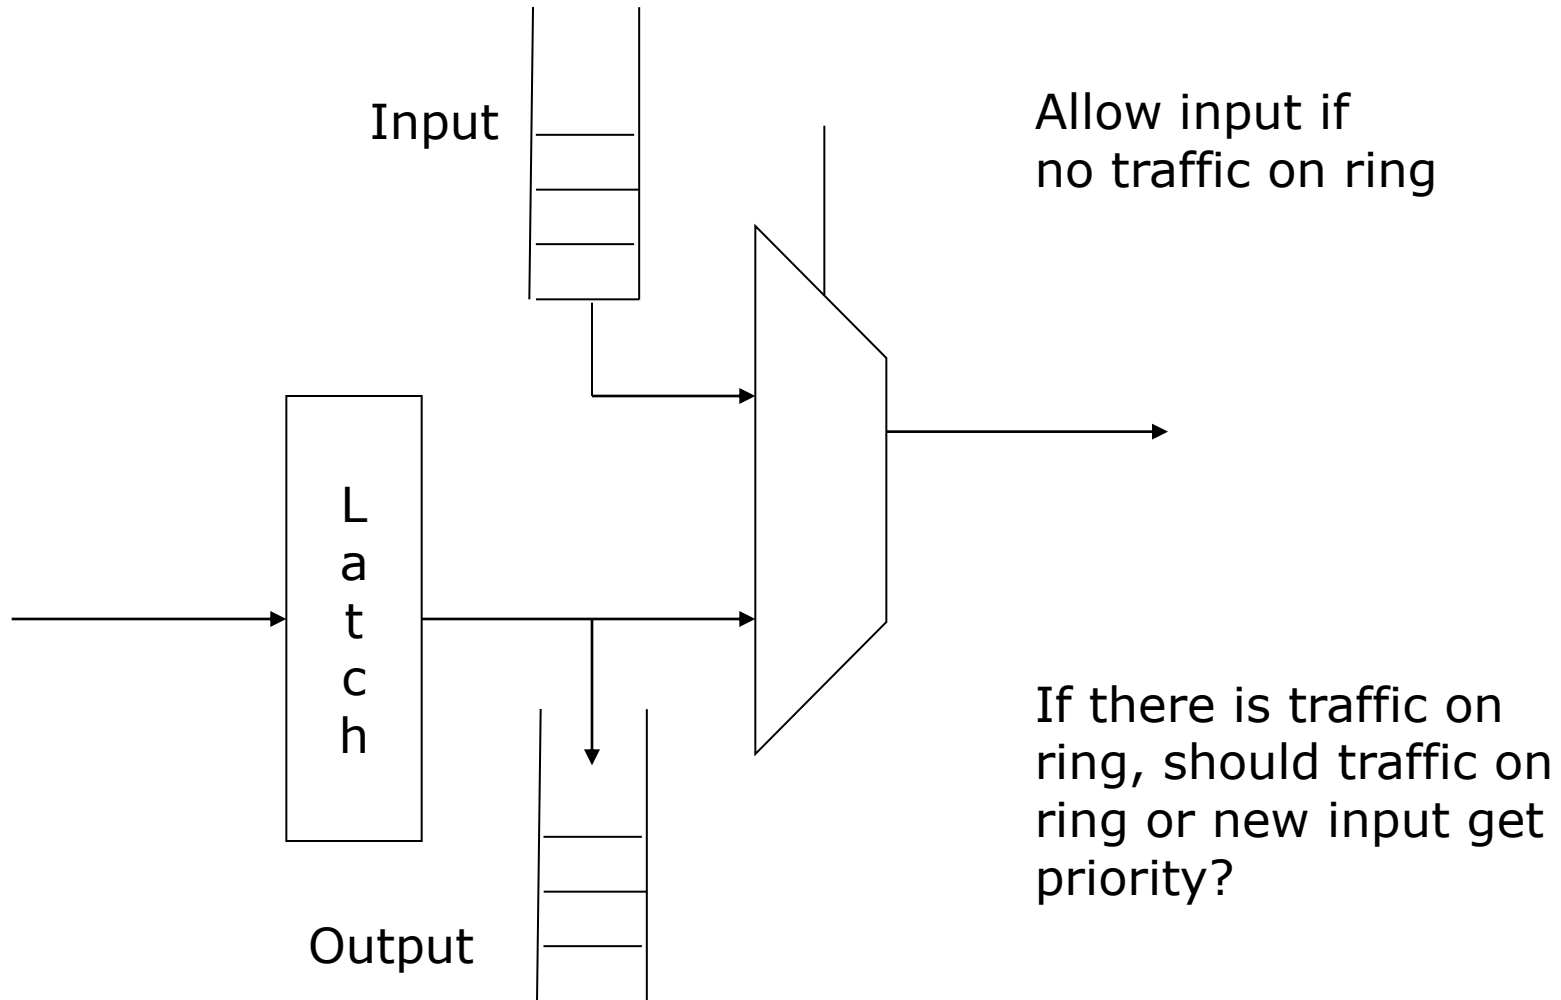 Input
Allow input if
no traffic on ring
L
a
t
c
h
If there is traffic on
ring, should traffic on
ring or new input get
priority?
Output